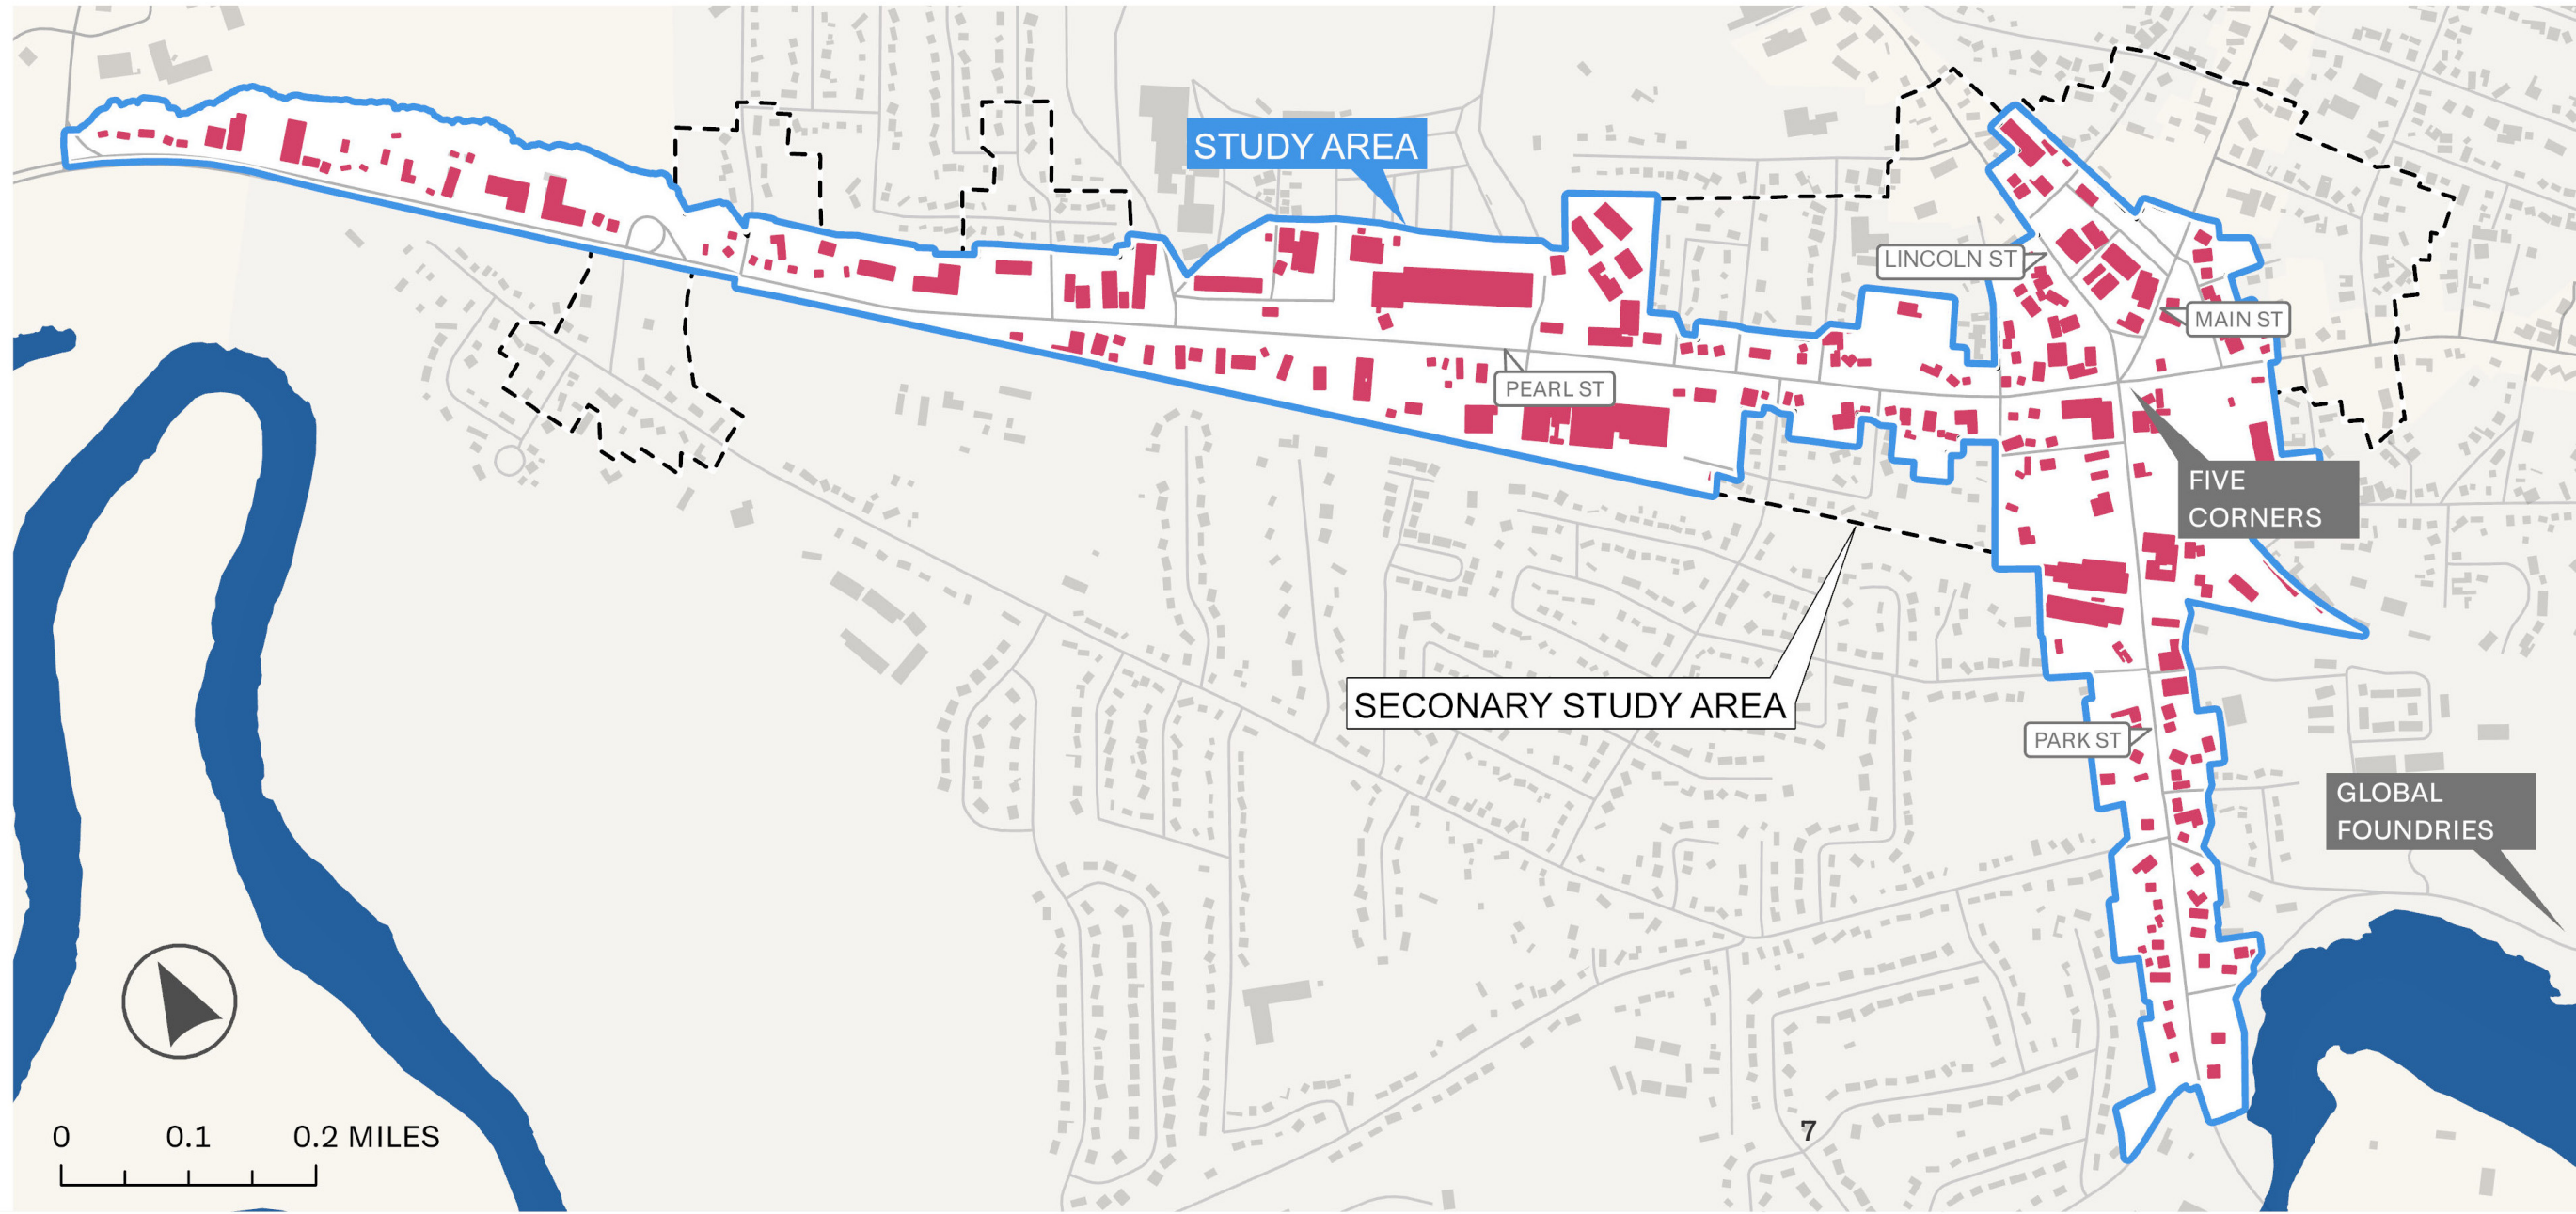 STUDY AREA
LINCOLN ST
MAIN ST
PEARL ST
FIVE
CORNERS
SECONARY STUDY AREA
PARK ST
GLOBAL
FOUNDRIES
0 0.1 0.2 MILES
7